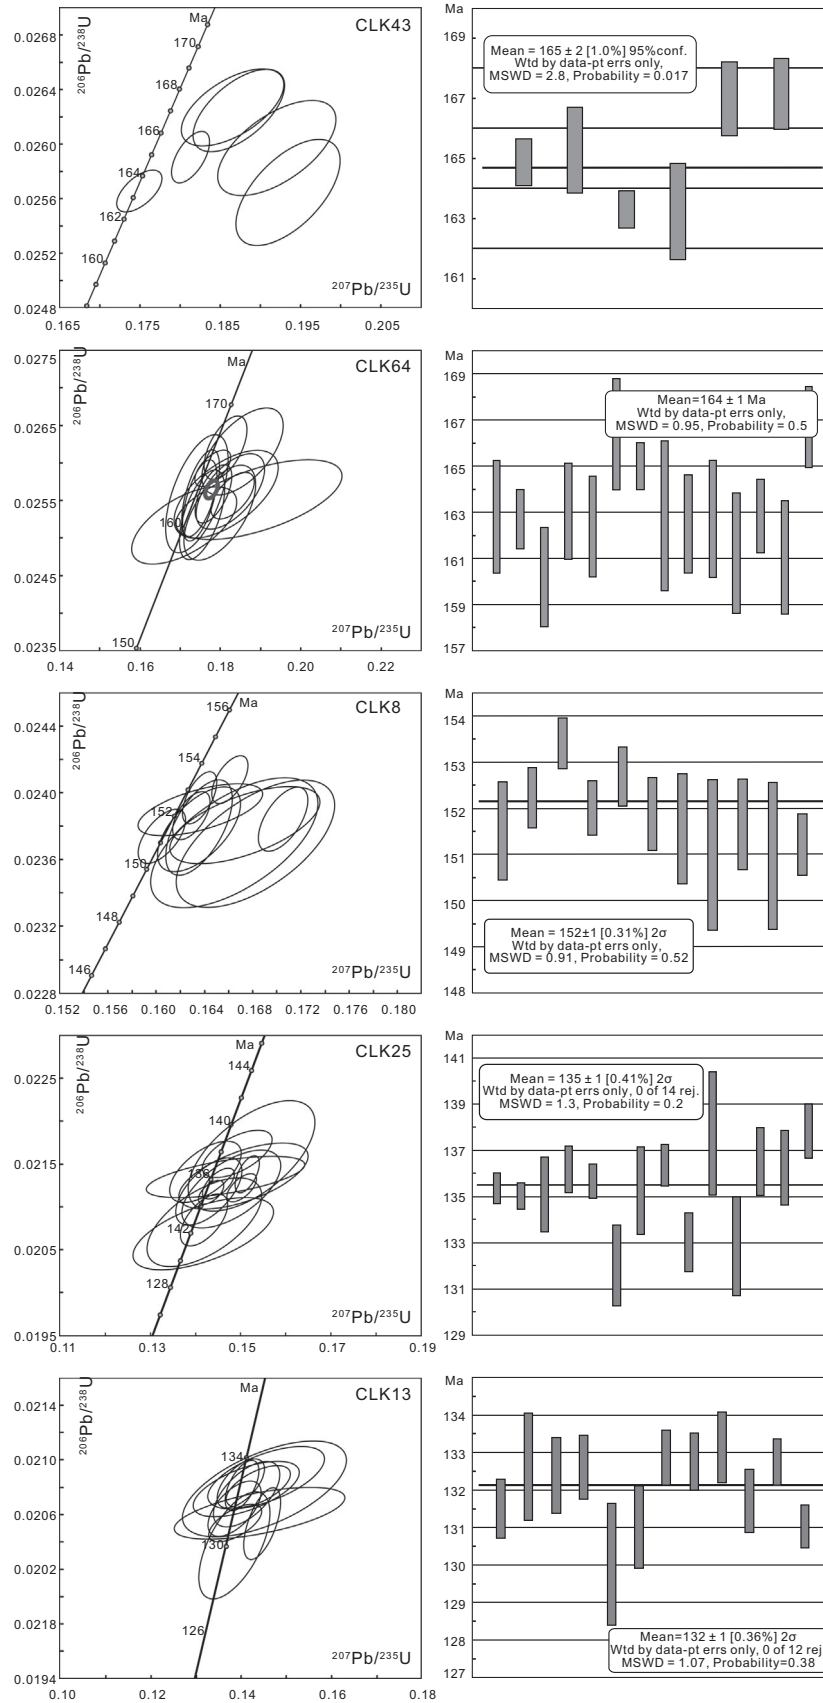 CLK43
Ma
206Pb/238U
207Pb/235U
0.0268
0.0264
0.0260
0.0256
0.0252
0.0248
170
168
166
164
162
160
0.165
0.175
0.185
0.195
0.205
Ma
169
167
165
163
161
Mean = 165 ± 2 [1.0%] 95%conf.
Wtd by data-pt errs only,
MSWD = 2.8, Probability = 0.017
CLK64
Ma
206Pb/238U
207Pb/235U
0.0275
0.0265
0.0255
0.0245
0.0235
170
160
150
0.14
0.16
0.18
0.20
0.22
Ma
169
167
165
163
161
159
157
Mean=164 ± 1 Ma
Wtd by data-pt errs only,
MSWD = 0.95, Probability = 0.5
CLK8
Ma
206Pb/238U
207Pb/235U
0.0244
0.0240
0.0236
0.0232
0.0228
156
154
152
150
148
146
0.152
0.156
0.160
0.164
0.168
0.172
0.176
0.180
Ma
154
153
152
151
150
149
148
Mean = 152±1 [0.31%] 2σ
Wtd by data-pt errs only,
MSWD = 0.91, Probability = 0.52
CLK25
Ma
206Pb/238U
207Pb/235U
0.0225
0.0215
0.0205
0.0195
144
140
136
142
128
0.11
0.13
0.15
0.17
0.19
Ma
141
139
137
135
133
131
129
Mean = 135 ± 1 [0.41%] 2σ
Wtd by data-pt errs only, 0 of 14 rej.
MSWD = 1.3, Probability = 0.2
CLK13
Ma
206Pb/238U
207Pb/235U
0.0214
0.0210
0.0206
0.0202
0.0218
0.0194
134
130
126
0.10
0.12
0.14
0.16
0.18
Ma
134
133
132
131
130
129
128
127
Mean=132 ± 1 [0.36%] 2σ
Wtd by data-pt errs only, 0 of 12 rej
MSWD = 1.07, Probability=0.38